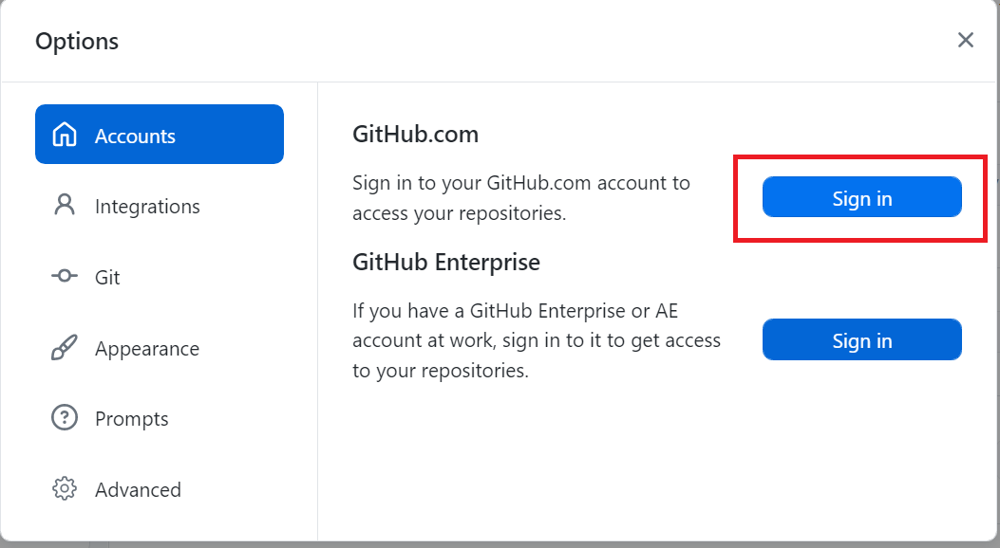 Options
Accounts
Integrations
Git
Appearance
Prompts
Advanced
GitHub.com
Sign in to your GitHub.com account to
access your repositories.
Sign in
GitHub Enterprise
If you have a GitHub Enterprise or AE
account at work, sign in to it to get access
to your repositories.
Sign in